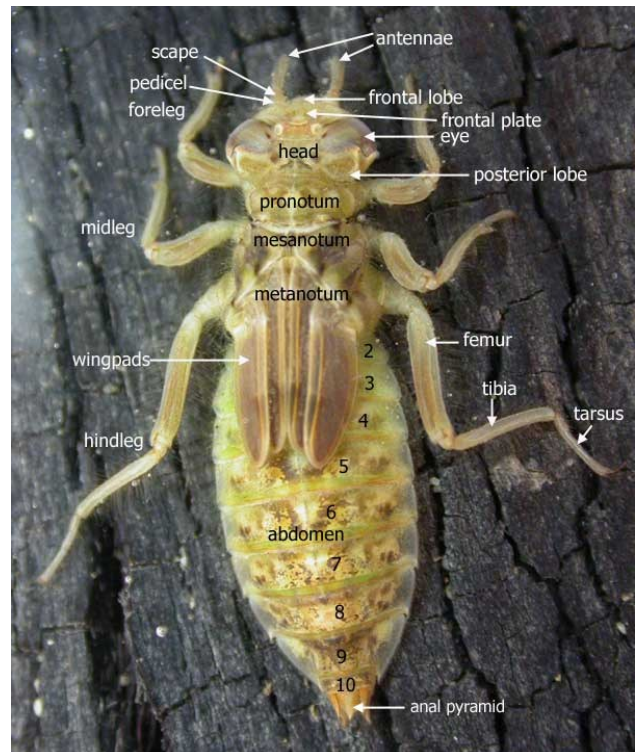 antennae
scape
pedicel
frontal lobe
foreleg
frontal plate
eye
head
posterior lobe
pronotum
midleg
mesanotum
metanotum
femur
2
wingpads
3
tibia
4
tarsus
hindleg
5
6
abdomen
7
8
9
10
anal pyramid